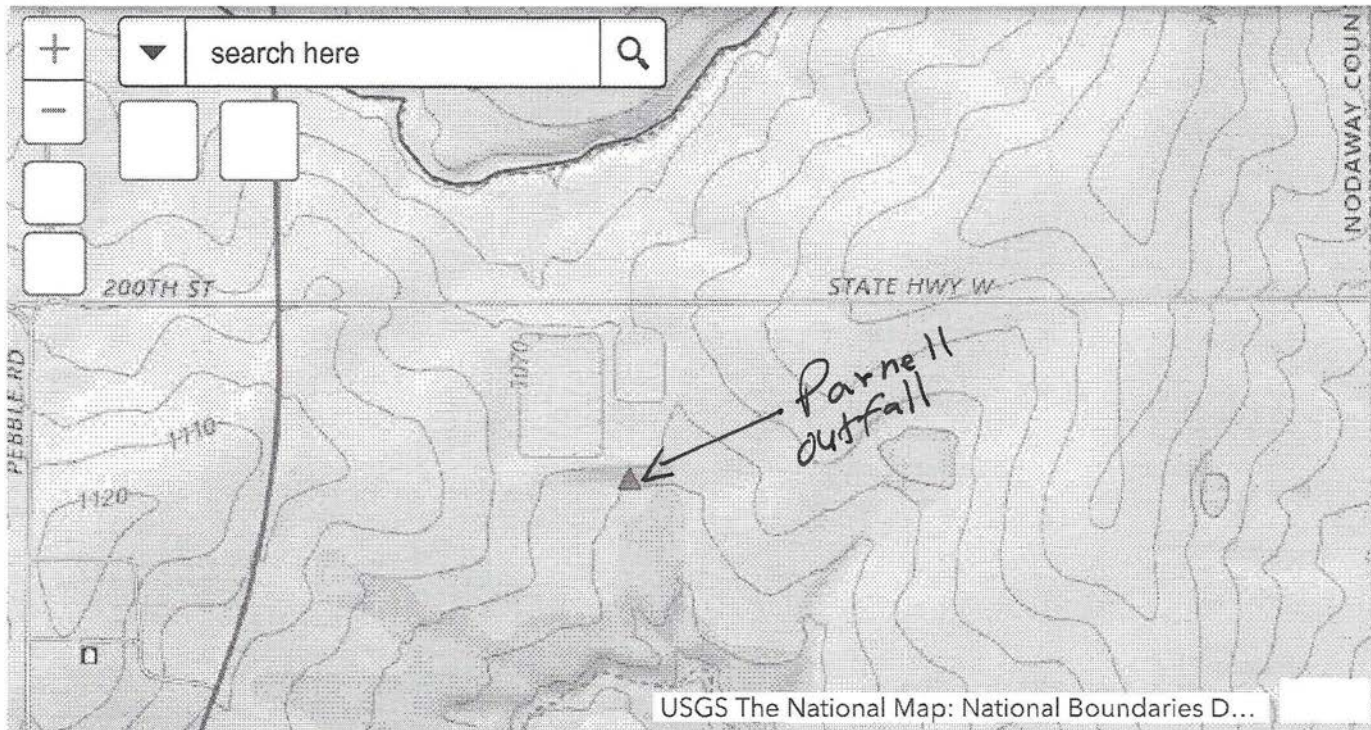 search here
NODAWAY COUN
200TH ST
STATE HWY W
PEBBLE RD
1070
Parnell
outfall
1110
1120
USGS The National Map: National Boundaries D...